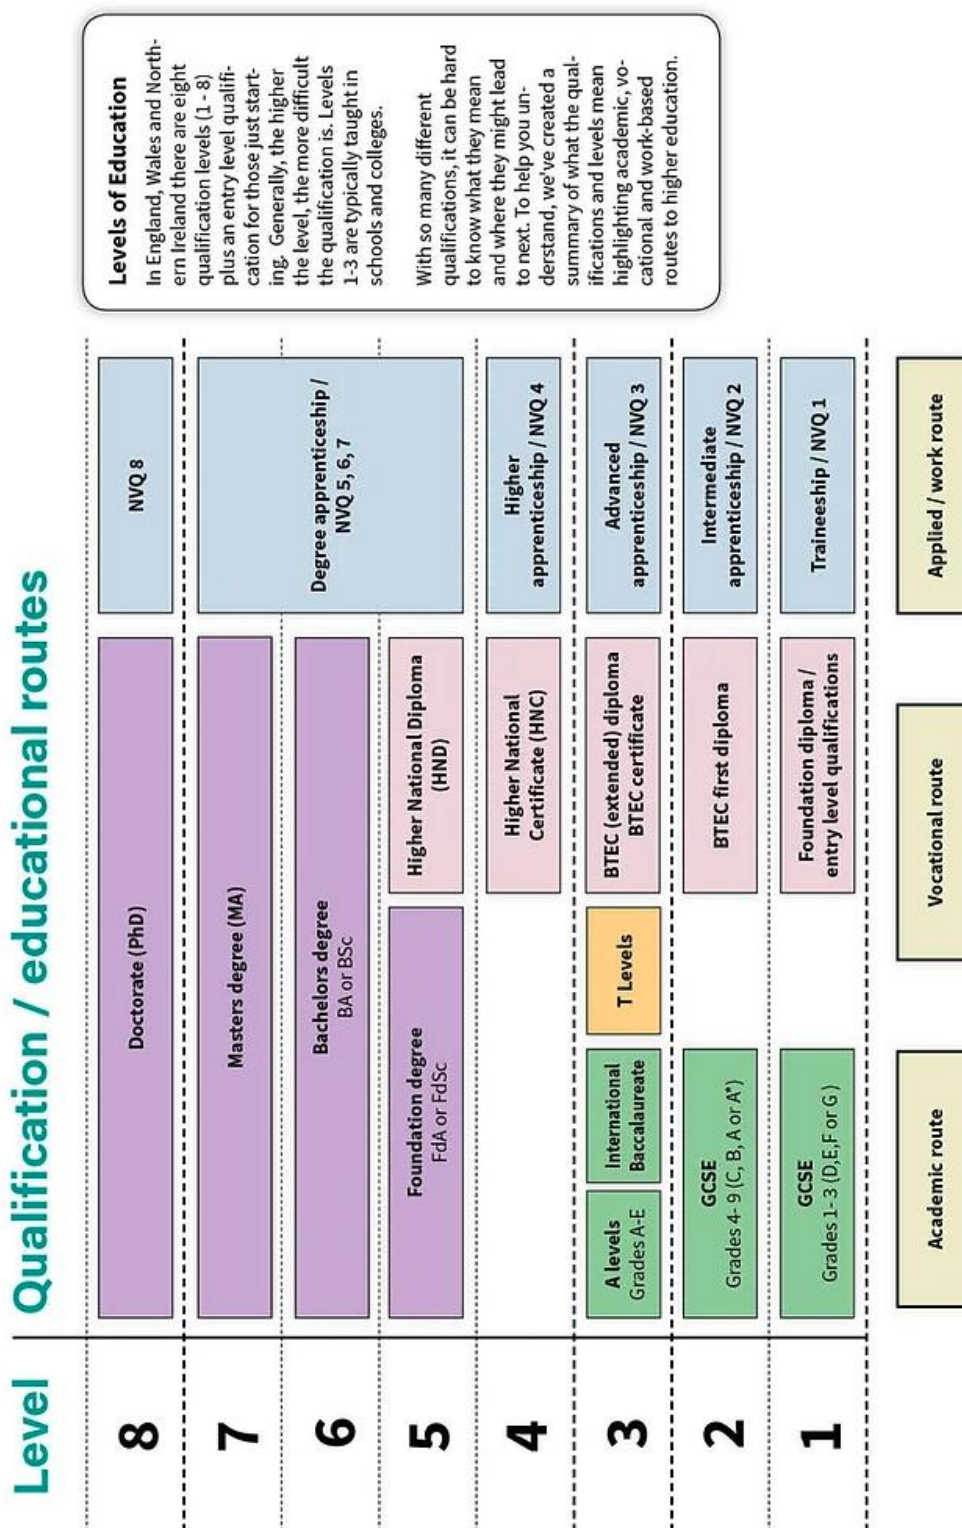 Level
Qualification / educational routes
8
Doctorate (PhD)
NVQ 8
7
Masters degree (MA)
Degree apprenticeship /
NVQ 5, 6, 7
6
Bachelors degree
BA or BSc
5
Foundation degree
FdA or FdSc
Higher National Diploma
(HND)
4
Higher National
Certificate (HNC)
Higher
apprenticeship / NVQ 4
3
A levels
Grades A-E
International
Baccalaureate
T Levels
BTEC (extended) diploma
BTEC certificate
Advanced
apprenticeship / NVQ 3
2
GCSE
Grades 4- 9 (C, B, A or A*)
BTEC first diploma
Intermediate
apprenticeship / NVQ 2
1
GCSE
Grades 1- 3 (D,E,F or G )
Foundation diploma /
entry level qualifications
Traineeship / NVQ 1
Academic route
Vocational route
Applied / work route
Levels of Education
In England, Wales and North-
ern Ireland there are eight
qualification levels (1 - 8)
plus an entry level qualifi-
cation for those just start-
ing. Generally, the higher
the level, the more difficult
the qualification is. Levels
1-3 are typically taught in
schools and colleges.
With so many different
qualifications, it can be hard
to know what they mean
and where they might lead
to next. To help you un-
derstand, we've created a
summary of what the qual-
ifications and levels mean
highlighting academic, vo-
cational and work-based
routes to higher education.